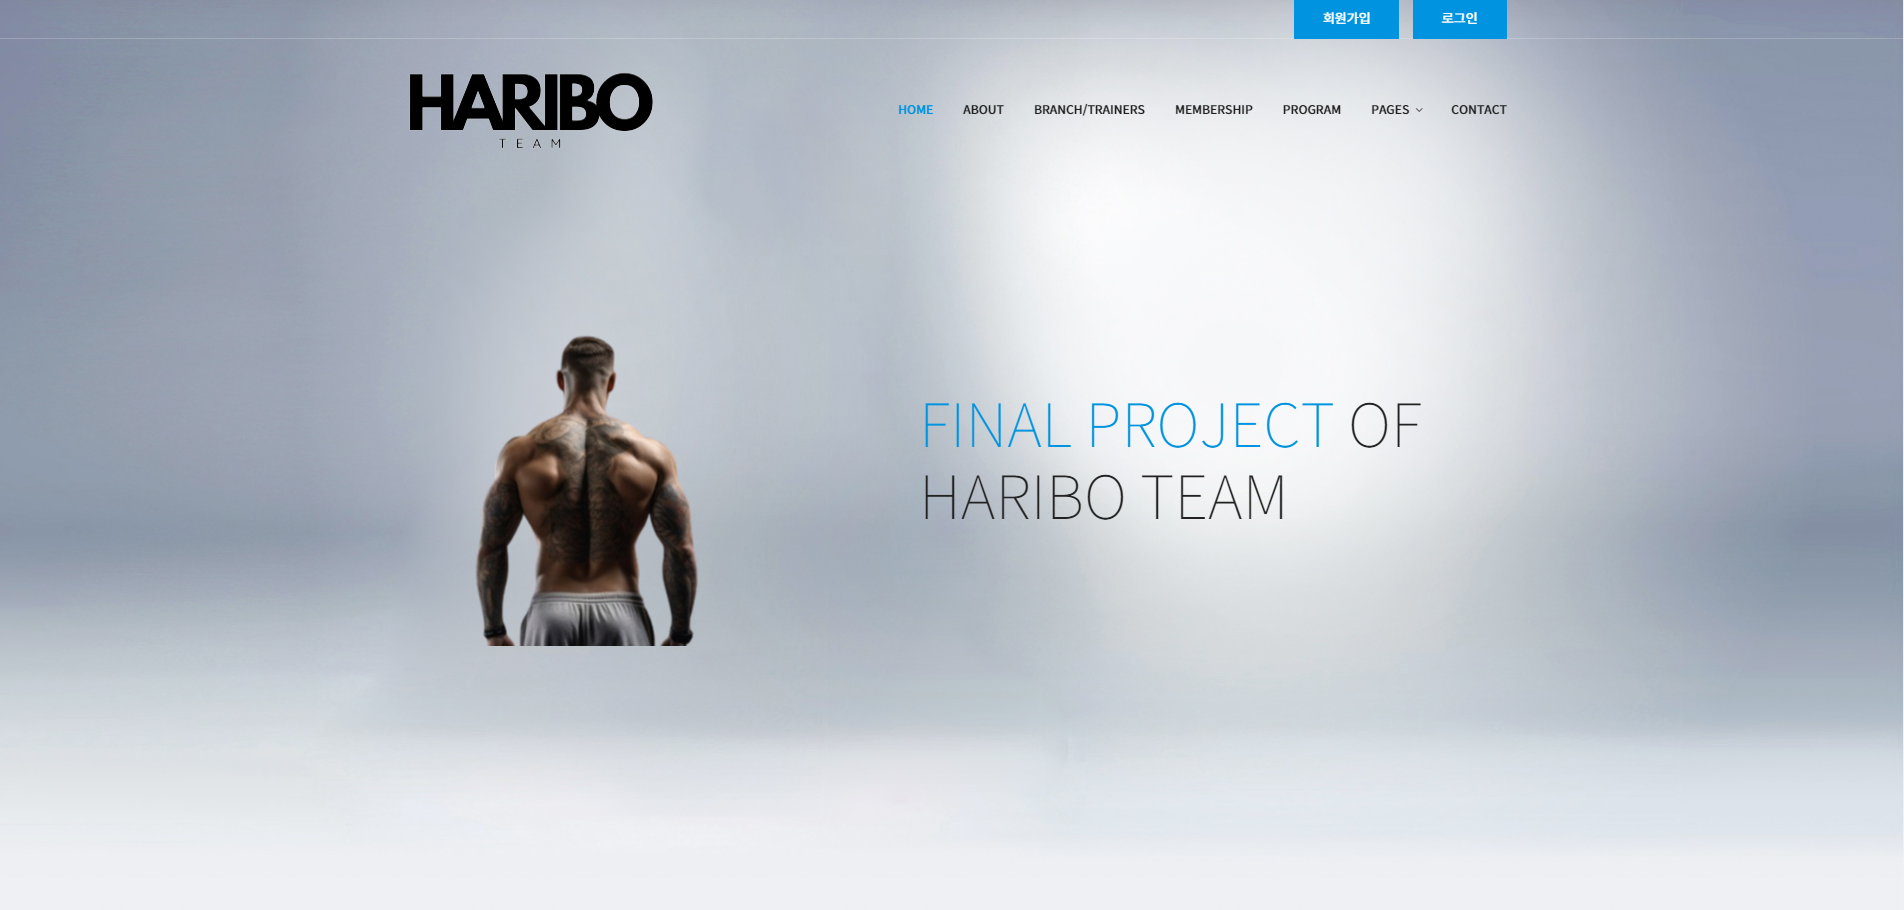 회원가입 로그인
HARIBO
TEAM
HOME ABOUT BRANCH/TRAINERS MEMBERSHIP PROGRAM PAGES CONTACT
FINAL PROJECT OF
HARIBO TEAM